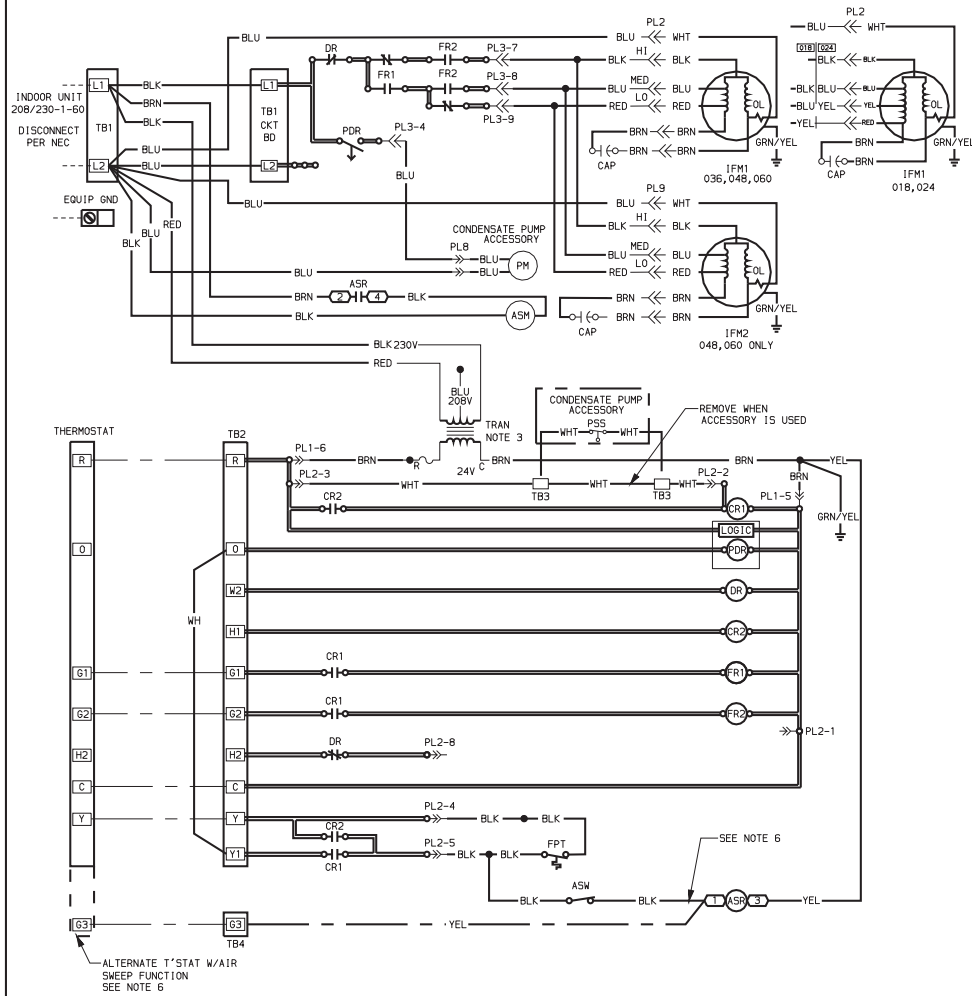 PL2
BLU WHT
BLU
DR
FR2
PL3-7
HI
BLK BLK
FR1
FR2
PL3-8
MED
BLU BLU
LO
RED RED
PL3-9
OL
BRN BRN
BRN BRN
CAP
GRN/YEL
IFM1
036,048,060
PL2
BLU WHT
018 024
BLK BLK
BLK BLU BLU
BLU YEL YEL
YEL RED
OL
BRN
CAP
BRN
GRN/YEL
IFM1
018,024
INDOOR UNIT
208/230-1-60
DISCONNECT
PER NEC
L1
TB1
L2
BLK
BRN
BLK
BLU
BLU
L1
TB1
CKT
BD
L2
PDR
PL3-4
BLU
EQUIP GND
BLK
BLU
RED
BLU
PL9
BLU WHT
HI
BLK BLK
MED
BLU BLU
LO
RED RED
OL
BRN BRN
BRN BRN
CAP
GRN/YEL
IFM2
048,060 ONLY
CONDENSATE PUMP
ACCESSORY
PL8
BLU
BLU
PM
BLU
ASR
BRN 2 4 BLK
BLK
ASM
BLK 230V
RED
BLU
208V
TRAN
NOTE 3
24V
R
C
CONDENSATE PUMP
ACCESSORY
PSS
WHT WHT
REMOVE WHEN
ACCESSORY IS USED
THERMOSTAT
TB2
R
R
PL1-6
BRN
BRN
BRN
YEL
PL2-3
WHT
TB3
WHT
TB3
WHT
PL2-2
BRN
PL1-5
GRN/YEL
CR2
CR1
LOGIC
O
O
PDR
WH
W2
DR
H1
CR2
G1
G1
CR1
FR1
G2
G2
CR1
FR2
PL2-1
H2
H2
DR
PL2-8
C
C
Y
Y
PL2-4
BLK
BLK
CR2
Y1
CR1
PL2-5
BLK
BLK
FPT
SEE NOTE 6
ASW
BLK
BLK
1 ASR 3
YEL
G3
G3
TB4
YEL
ALTERNATE T'STAT W/AIR
SWEEP FUNCTION
SEE NOTE 6